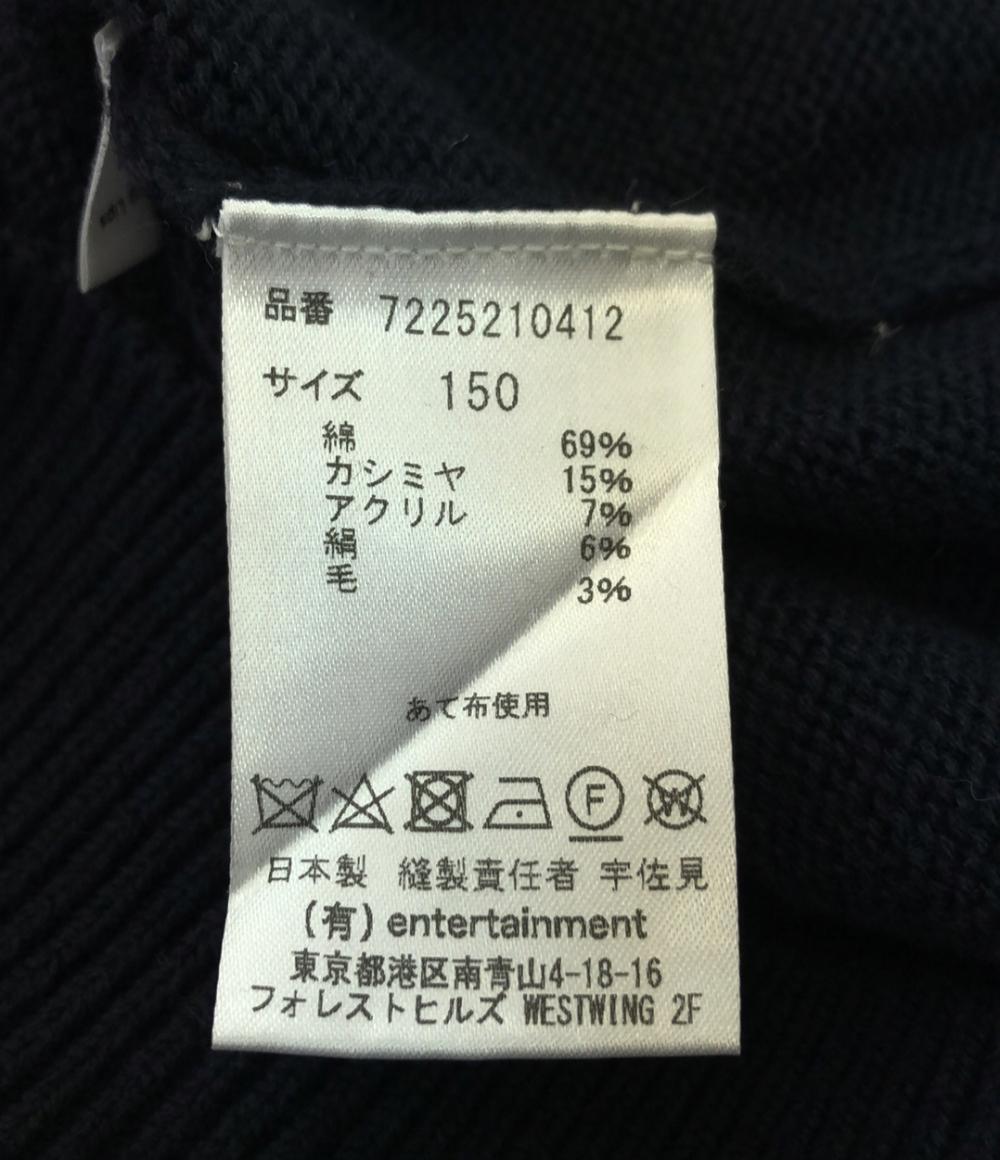 品番 7225210412
サイズ 150
綿 69%
カシミヤ 15%
アクリル 7%
絹 6%
毛 3%
あて布使用
F W
日本製 縫製責任者 宇佐見
(有) entertainment
東京都港区南青山4-18-16
フォレストヒルズ WESTWING 2F